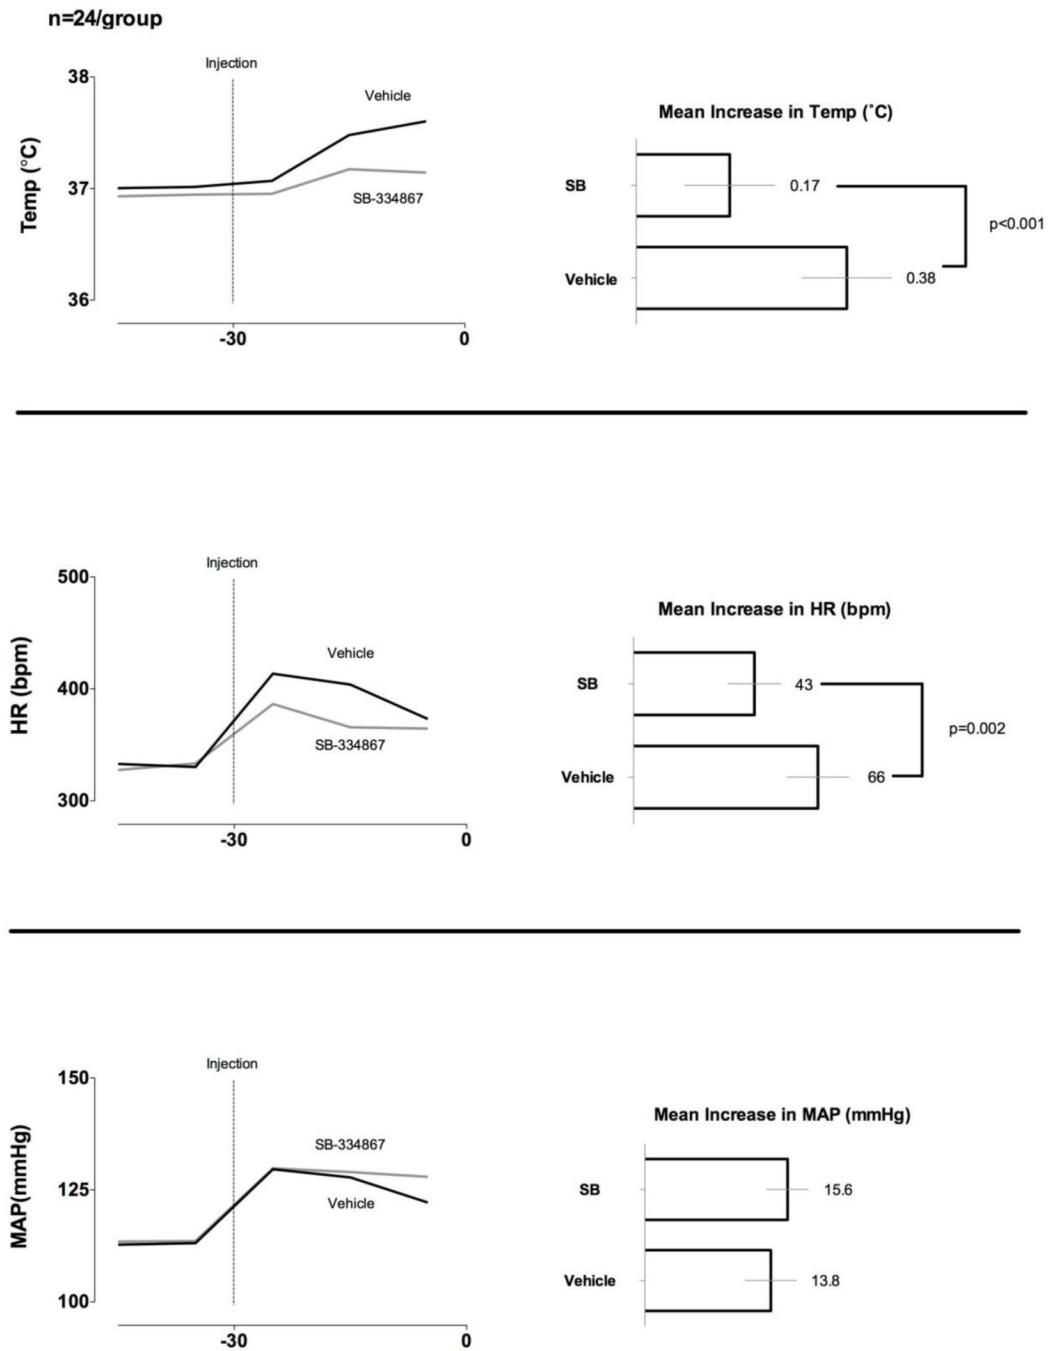 n=24/group
Injection
38
Vehicle
37
SB-334867
36
Temp (°C)
-30
0
Mean Increase in Temp (˚C)
SB
0.17
p<0.001
Vehicle
0.38
Injection
500
Vehicle
400
SB-334867
300
HR (bpm)
-30
0
Mean Increase in HR (bpm)
SB
43
p=0.002
Vehicle
66
Injection
150
SB-334867
125
Vehicle
100
MAP(mmHg)
-30
0
Mean Increase in MAP (mmHg)
SB
15.6
Vehicle
13.8